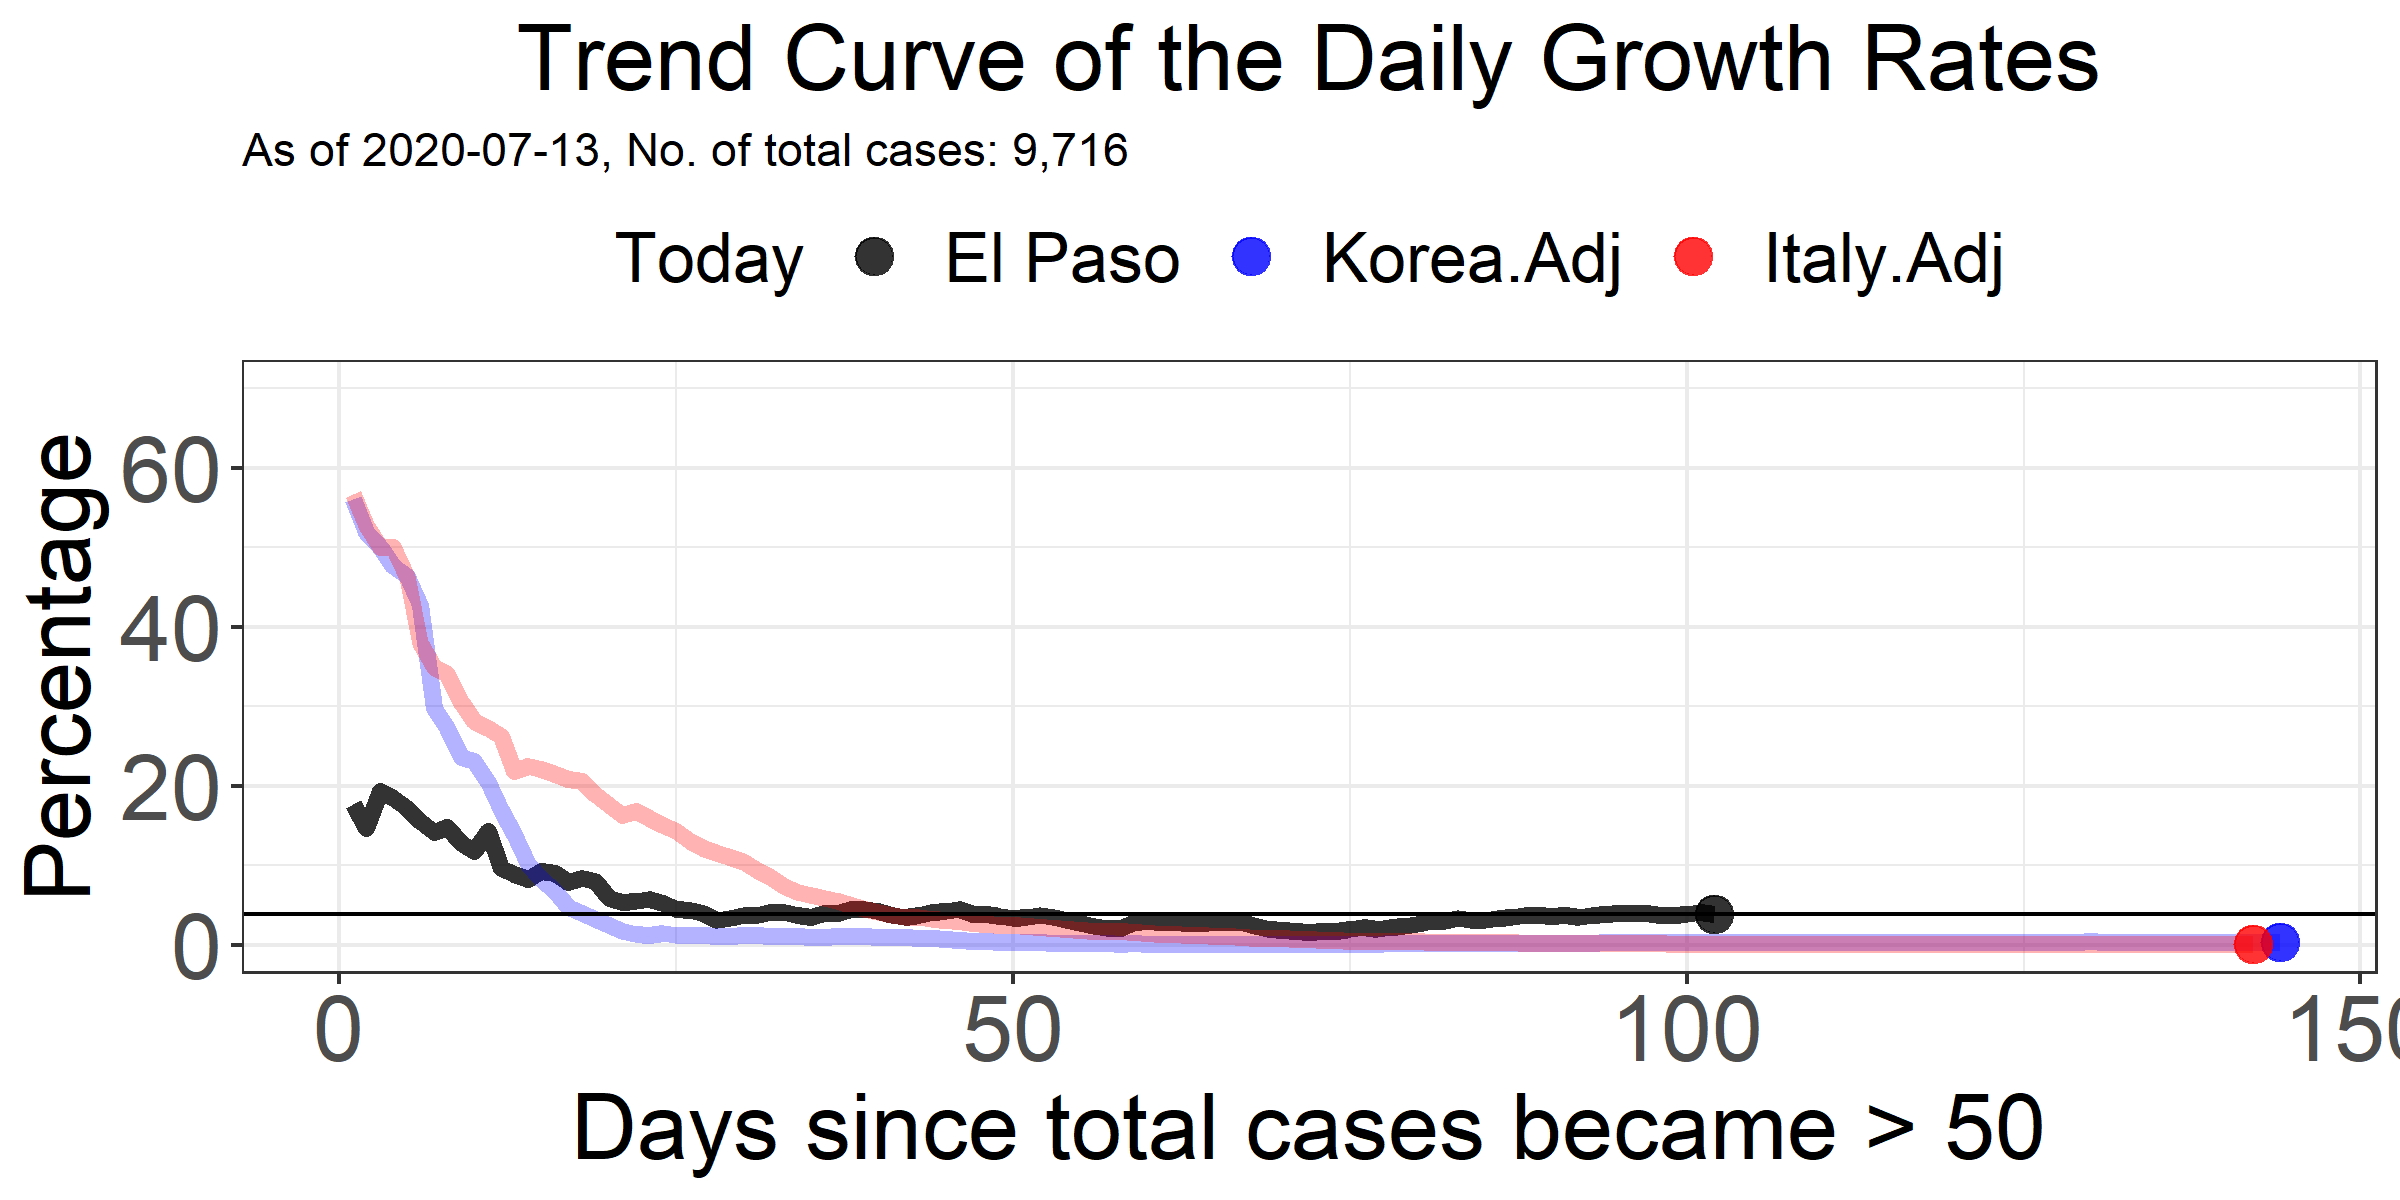 Trend Curve of the Daily Growth Rates
As of 2020-07-13, No. of total cases: 9,716
Today El Paso Korea.Adj Italy.Adj
Percentage
60
40
20
0
0 50 100 150
Days since total cases became > 50